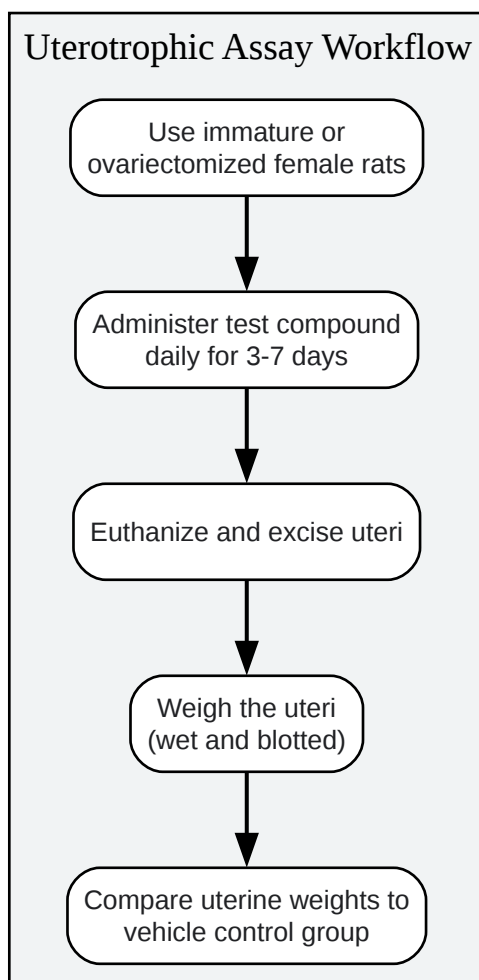 Uterotrophic Assay Workflow
Use immature or
ovariectomized female rats
Administer test compound
daily for 3-7 days
Euthanize and excise uteri
Weigh the uteri
(wet and blotted)
Compare uterine weights to
vehicle control group